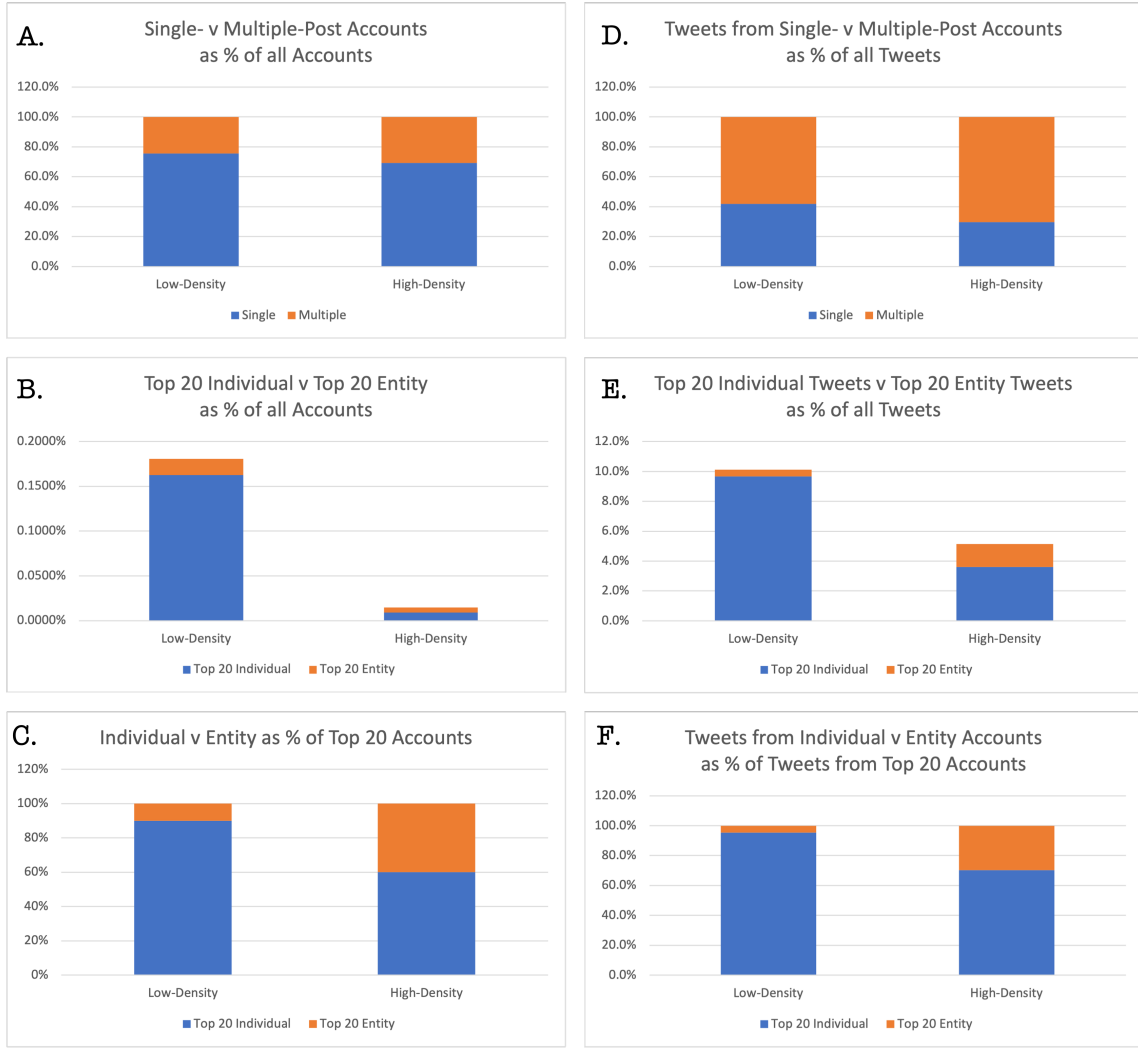 A.
Single- v Multiple-Post Accounts
as % of all Accounts
120.0%
100.0%
80.0%
60.0%
40.0%
20.0%
0.0%
Low-Density High-Density
Single Multiple
D.
Tweets from Single- v Multiple-Post Accounts
as % of all Tweets
120.0%
100.0%
80.0%
60.0%
40.0%
20.0%
0.0%
Low-Density High-Density
Single Multiple
B.
Top 20 Individual v Top 20 Entity
as % of all Accounts
0.2000%
0.1500%
0.1000%
0.0500%
0.0000%
Low-Density High-Density
Top 20 Individual Top 20 Entity
E.
Top 20 Individual Tweets v Top 20 Entity Tweets
as % of all Tweets
12.0%
10.0%
8.0%
6.0%
4.0%
2.0%
0.0%
Low-Density High-Density
Top 20 Individual Top 20 Entity
C.
Individual v Entity as % of Top 20 Accounts
120%
100%
80%
60%
40%
20%
0%
Low-Density High-Density
Top 20 Individual Top 20 Entity
F.
Tweets from Individual v Entity Accounts
as % of Tweets from Top 20 Accounts
120.0%
100.0%
80.0%
60.0%
40.0%
20.0%
0.0%
Low-Density High-Density
Top 20 Individual Top 20 Entity